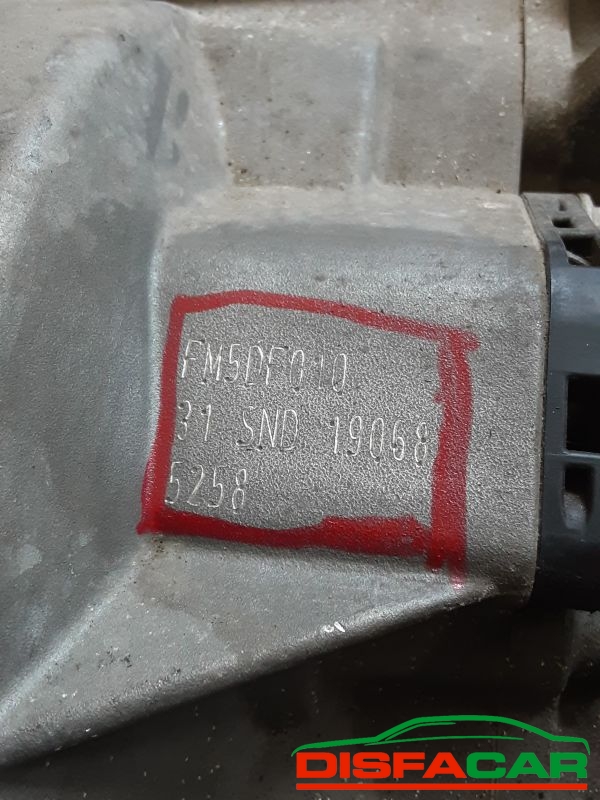 FM5DF010
31 SND 19068
5258
DISFACAR